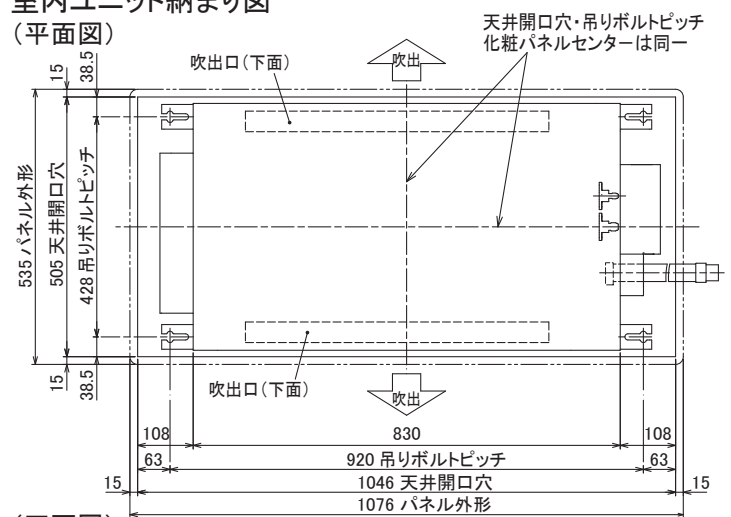 室内ユニット納まり図
(平面図)
天井開口穴・吊りボルトピッチ
化粧パネルセンターは同一
吹出口(下面)
吹出
15
38.5
535 パネル外形
505 天井開口穴
428 吊りボルトピッチ
15
38.5
吹出口(下面)
吹出
108
830
108
63
920 吊りボルトピッチ
63
15
1046 天井開口穴
15
1076 パネル外形